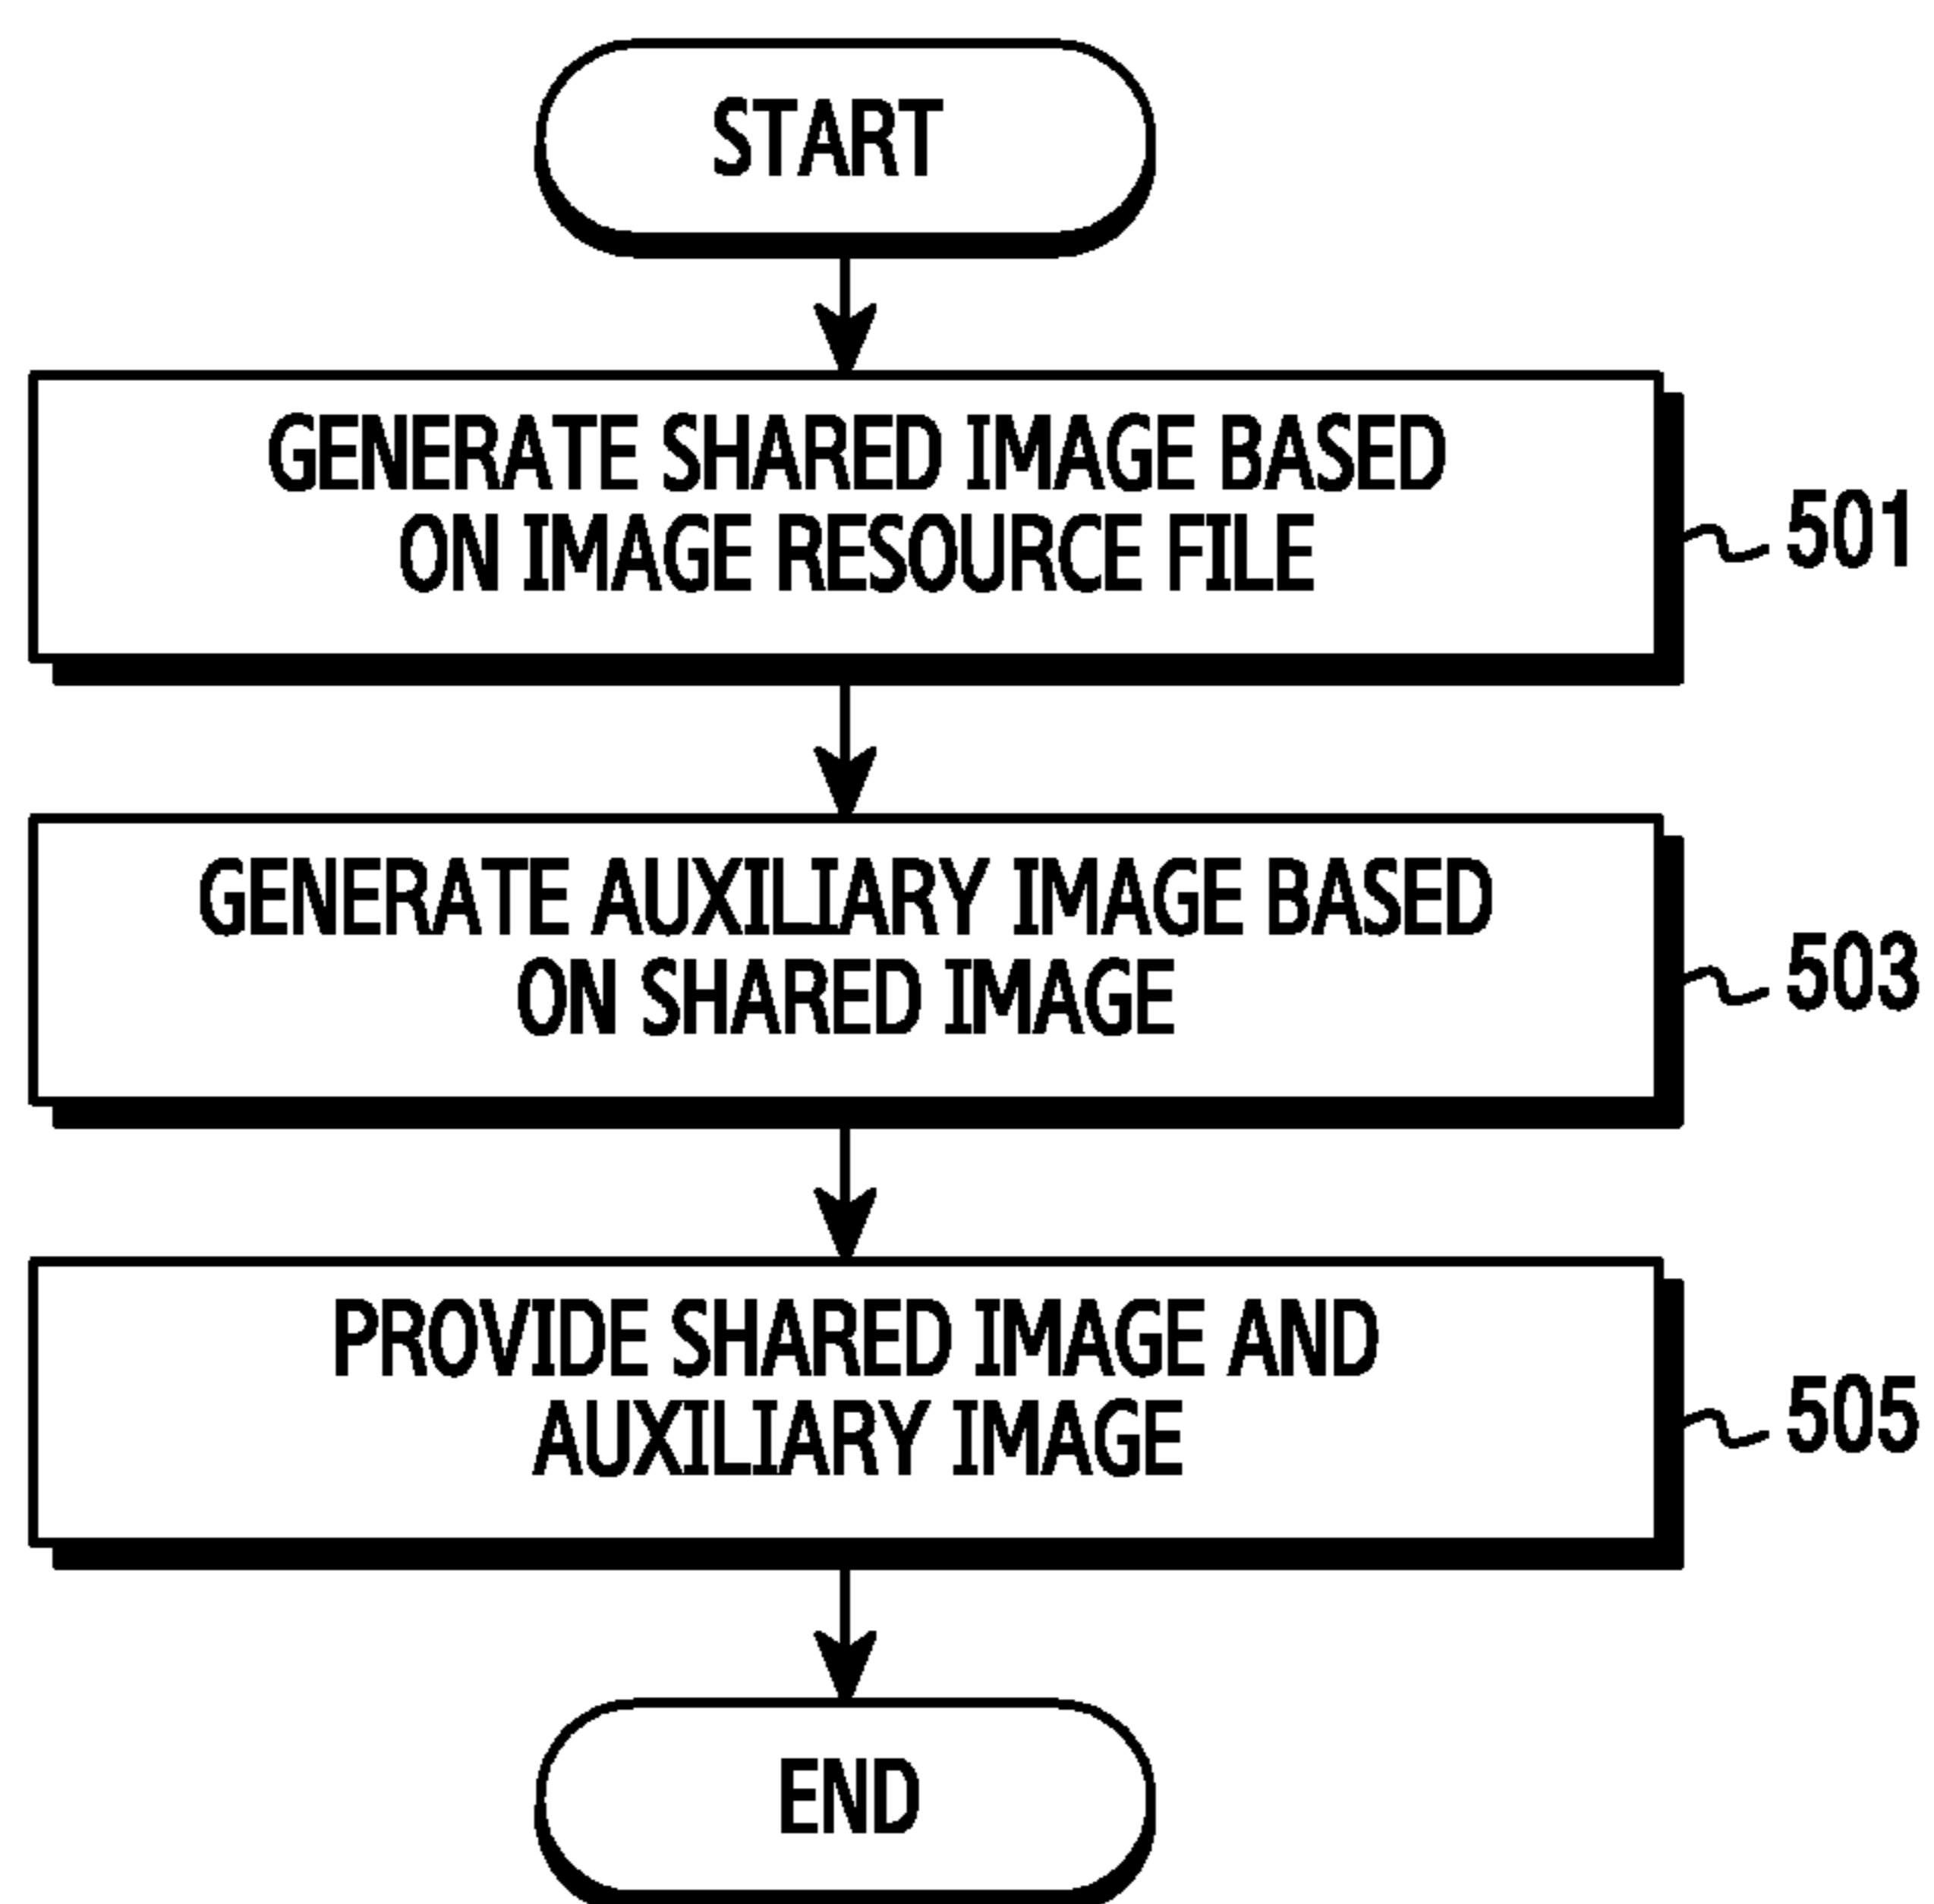 START
GENERATE SHARED IMAGE BASED
ON IMAGE RESOURCE FILE
501
GENERATE AUXILIARY IMAGE BASED
ON SHARED IMAGE
503
PROVIDE SHARED IMAGE AND
AUXILIARY IMAGE
505
END